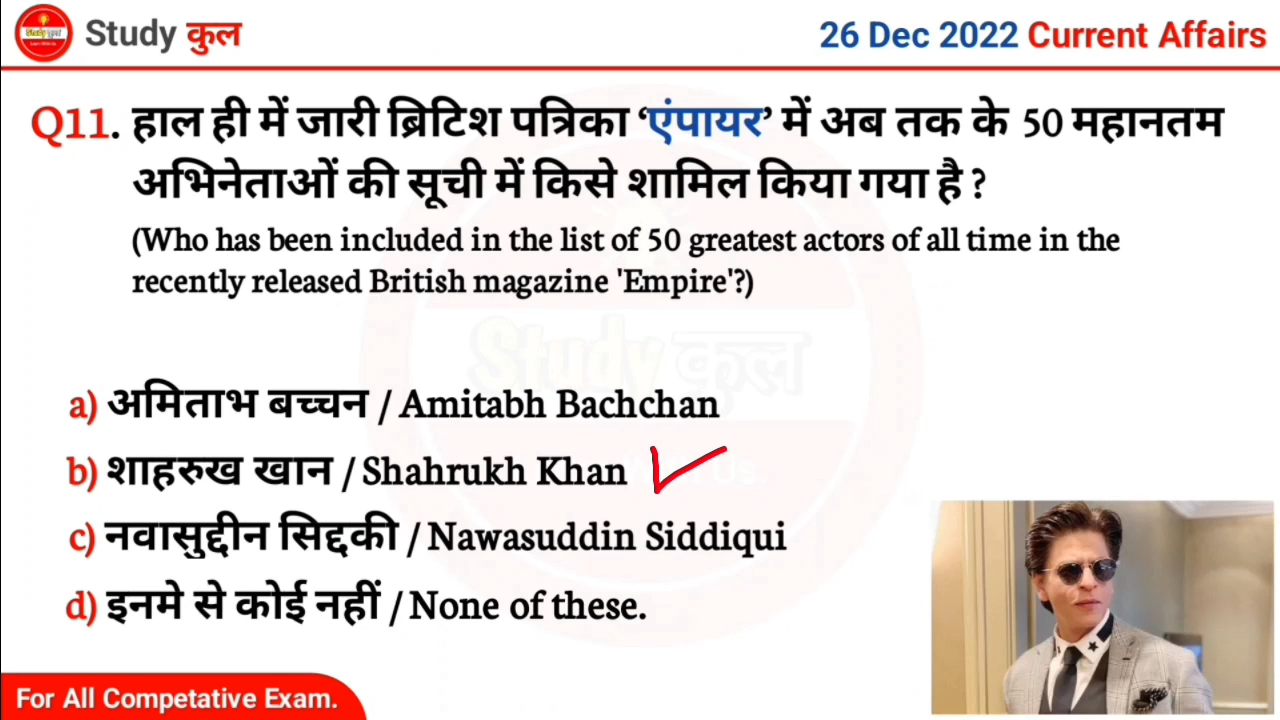 Study कुल
26 Dec 2022 Current Affairs
Q11. हाल ही में जारी ब्रिटिश पत्रिका ‘एंपायर’ में अब तक के 50 महानतम
अभिनेताओं की सूची में किसे शामिल किया गया है ?
(Who has been included in the list of 50 greatest actors of all time in the
recently released British magazine 'Empire'?)
Study कुल
a) अमिताभ बच्चन / Amitabh Bachchan
b) शाहरुख खान / Shahrukh Khan
c) नवासुद्दीन सिद्दकी / Nawasuddin Siddiqui
d) इनमे से कोई नहीं / None of these.
For All Competative Exam.